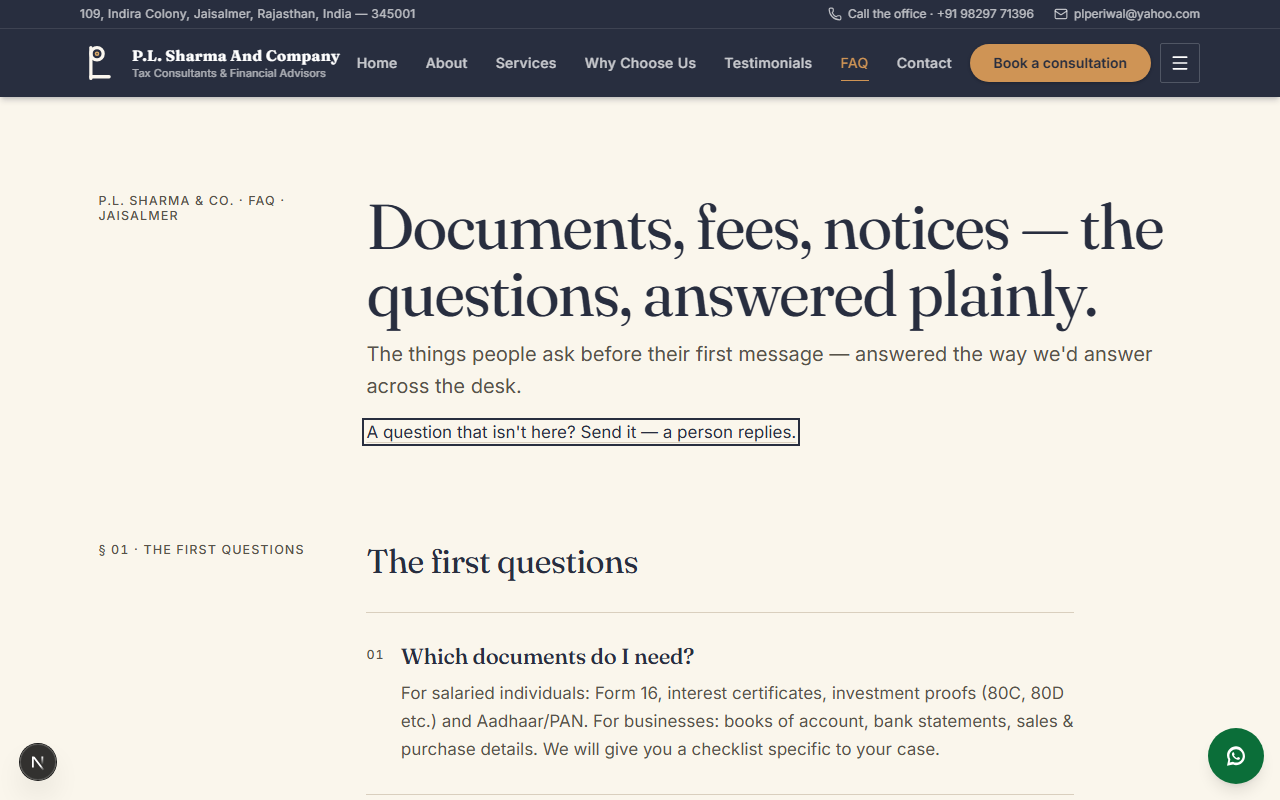 109, Indira Colony, Jaisalmer, Rajasthan, India — 345001
Call the office · +91 98297 71396
plperiwal@yahoo.com
P.L. Sharma And Company
Tax Consultants & Financial Advisors
Home
About
Services
Why Choose Us
Testimonials
FAQ
Contact
Book a consultation
P.L. SHARMA & CO. · FAQ ·
JAISALMER
Documents, fees, notices — the
questions, answered plainly.
The things people ask before their first message — answered the way we'd answer
across the desk.
A question that isn't here? Send it — a person replies.
§ 01 · THE FIRST QUESTIONS
The first questions
01
Which documents do I need?
For salaried individuals: Form 16, interest certificates, investment proofs (80C, 80D
etc.) and Aadhaar/PAN. For businesses: books of account, bank statements, sales &
purchase details. We will give you a checklist specific to your case.
N